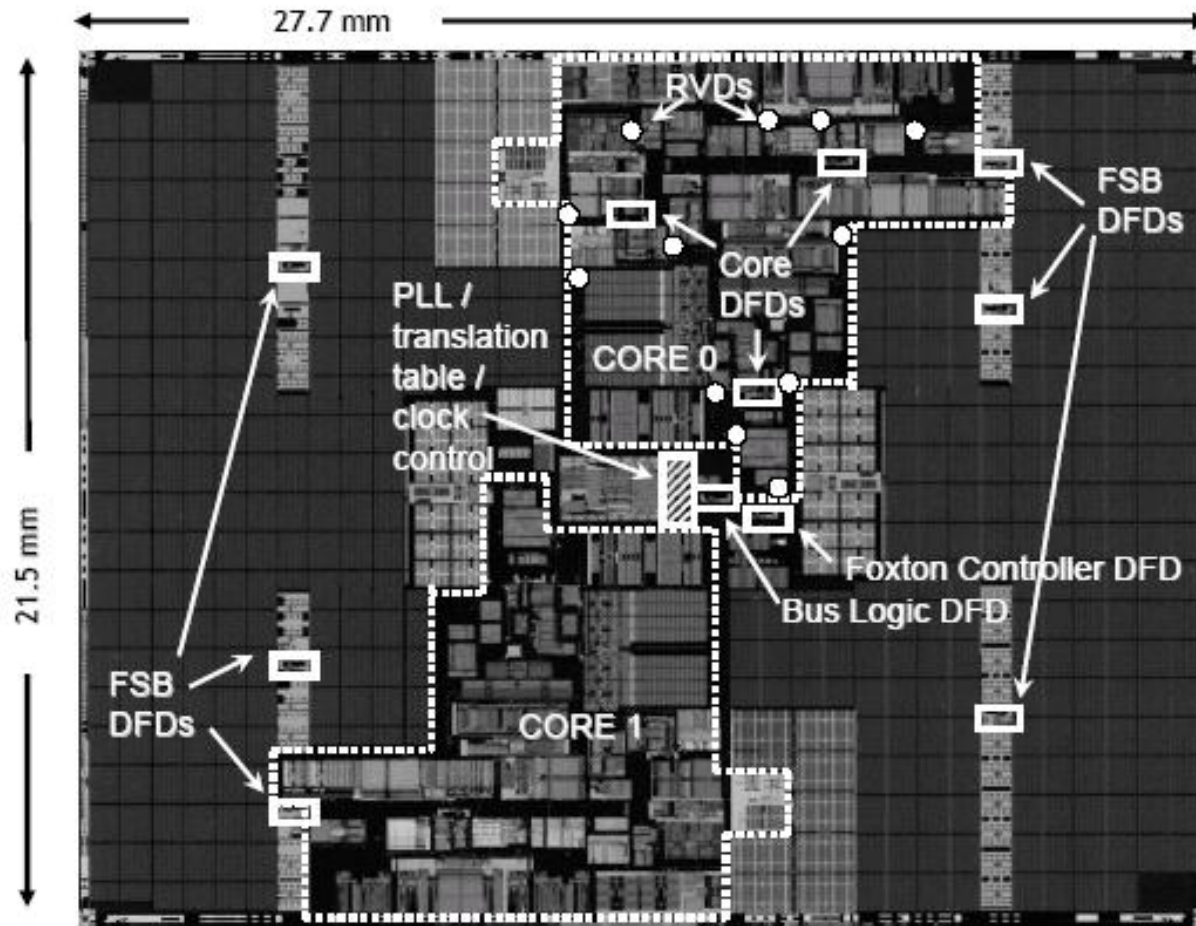 27.7 mm
21.5 mm
RVDs
FSB
DFDs
Core
DFDs
PLL /
translation
table /
clock
control
CORE 0
Foxton Controller DFD
Bus Logic DFD
FSB
DFDs
CORE 1